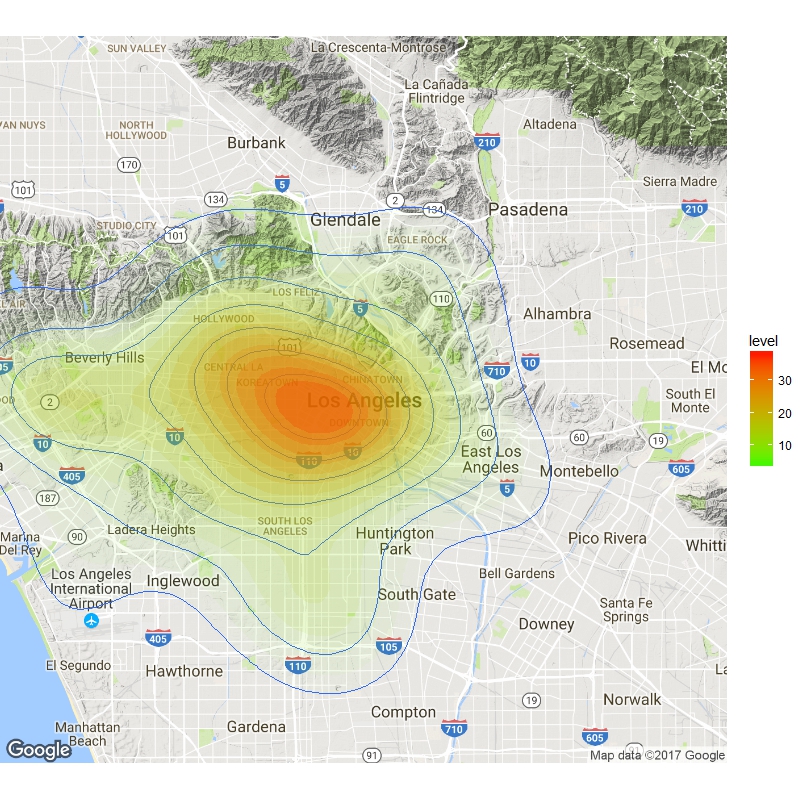 SUN VALLEY
La Crescenta-Montrose
La Cañada
Flintridge
VAN NUYS
NORTH
HOLLYWOOD
Burbank
210
Altadena
170
101
5
134
2
134
Sierra Madre
Pasadena
210
STUDIO CITY
101
Glendale
EAGLE ROCK
LOS FELIZ
5
110
HOLLYWOOD
Alhambra
Rosemead
101
Beverly Hills
CENTRAL LA
KOREATOWN
CHINATOWN
710
10
El Mo
2
Los Angeles
DOWNTOWN
South El
Monte
10
10
60
60
19
405
110
10
East Los
Angeles
Montebello
605
187
5
90
Ladera Heights
SOUTH LOS
ANGELES
Huntington
Park
Pico Rivera
Whitti
Marina
Del Rey
Los Angeles
International
Airport
Inglewood
South Gate
Bell Gardens
Santa Fe
Springs
405
105
Downey
El Segundo
Hawthorne
110
Manhattan
Beach
Gardena
Compton
19
Norwalk
710
605
91
Google
Map data ©2017 Google
level
30
20
10